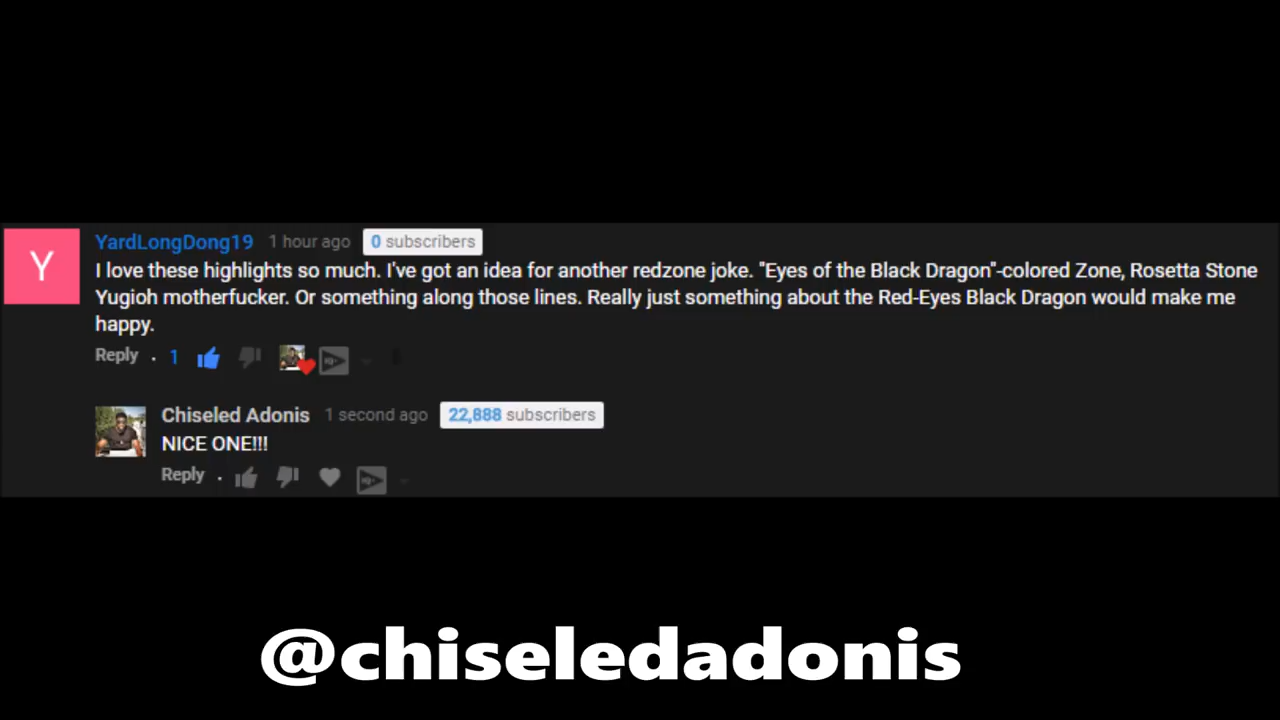 Y
YardLongDong19 1 hour ago 0 subscribers
I love these highlights so much. I've got an idea for another redzone joke. "Eyes of the Black Dragon"-colored Zone, Rosetta Stone
Yugioh motherfucker. Or something along those lines. Really just something about the Red-Eyes Black Dragon would make me
happy.
Reply . 1
Chiseled Adonis 1 second ago 22,888 subscribers
NICE ONE!!!
Reply .
@chiseledadonis